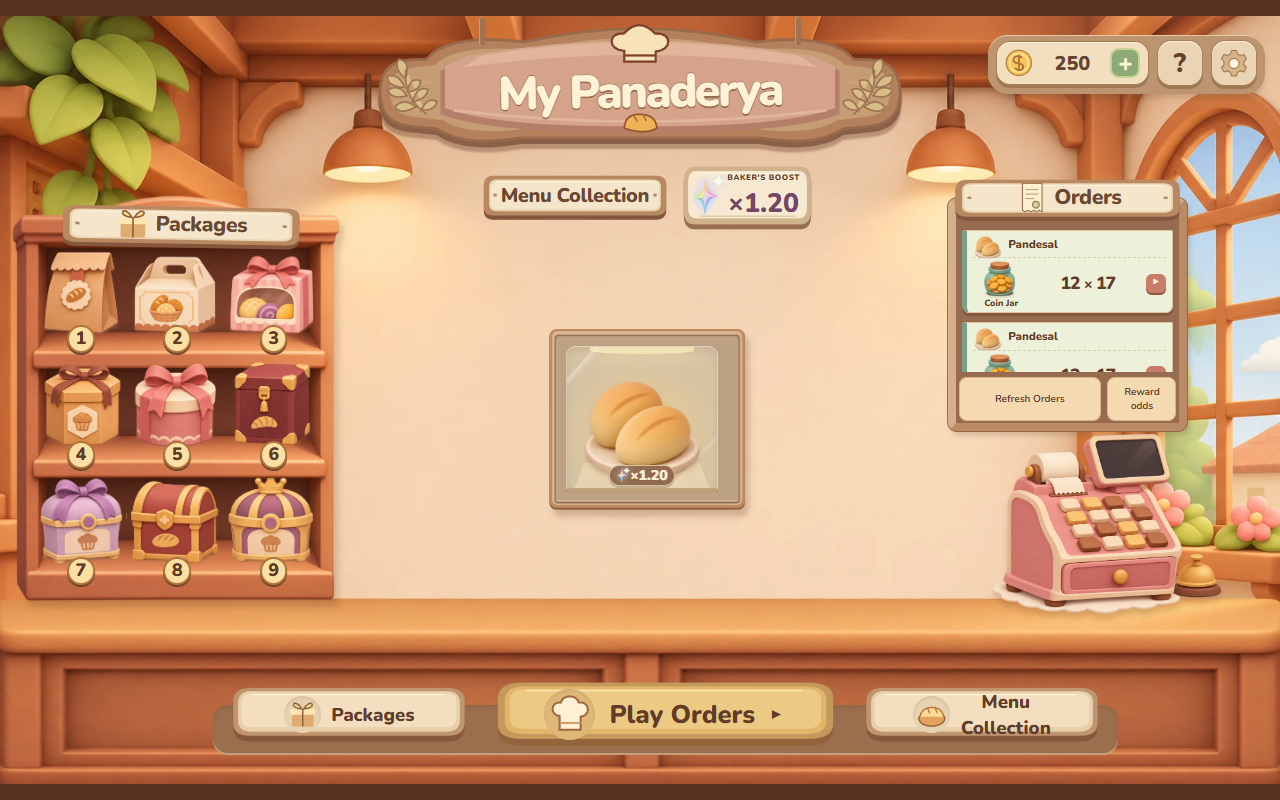 My Panaderya
250
+
?
Menu Collection
BAKER'S BOOST
×1.20
Packages
1
2
3
4
5
6
7
8
9
Orders
Pandesal
12 × 17
Coin Jar
Pandesal
Refresh Orders
Reward
odds
×1.20
Packages
Play Orders
Menu
Collection